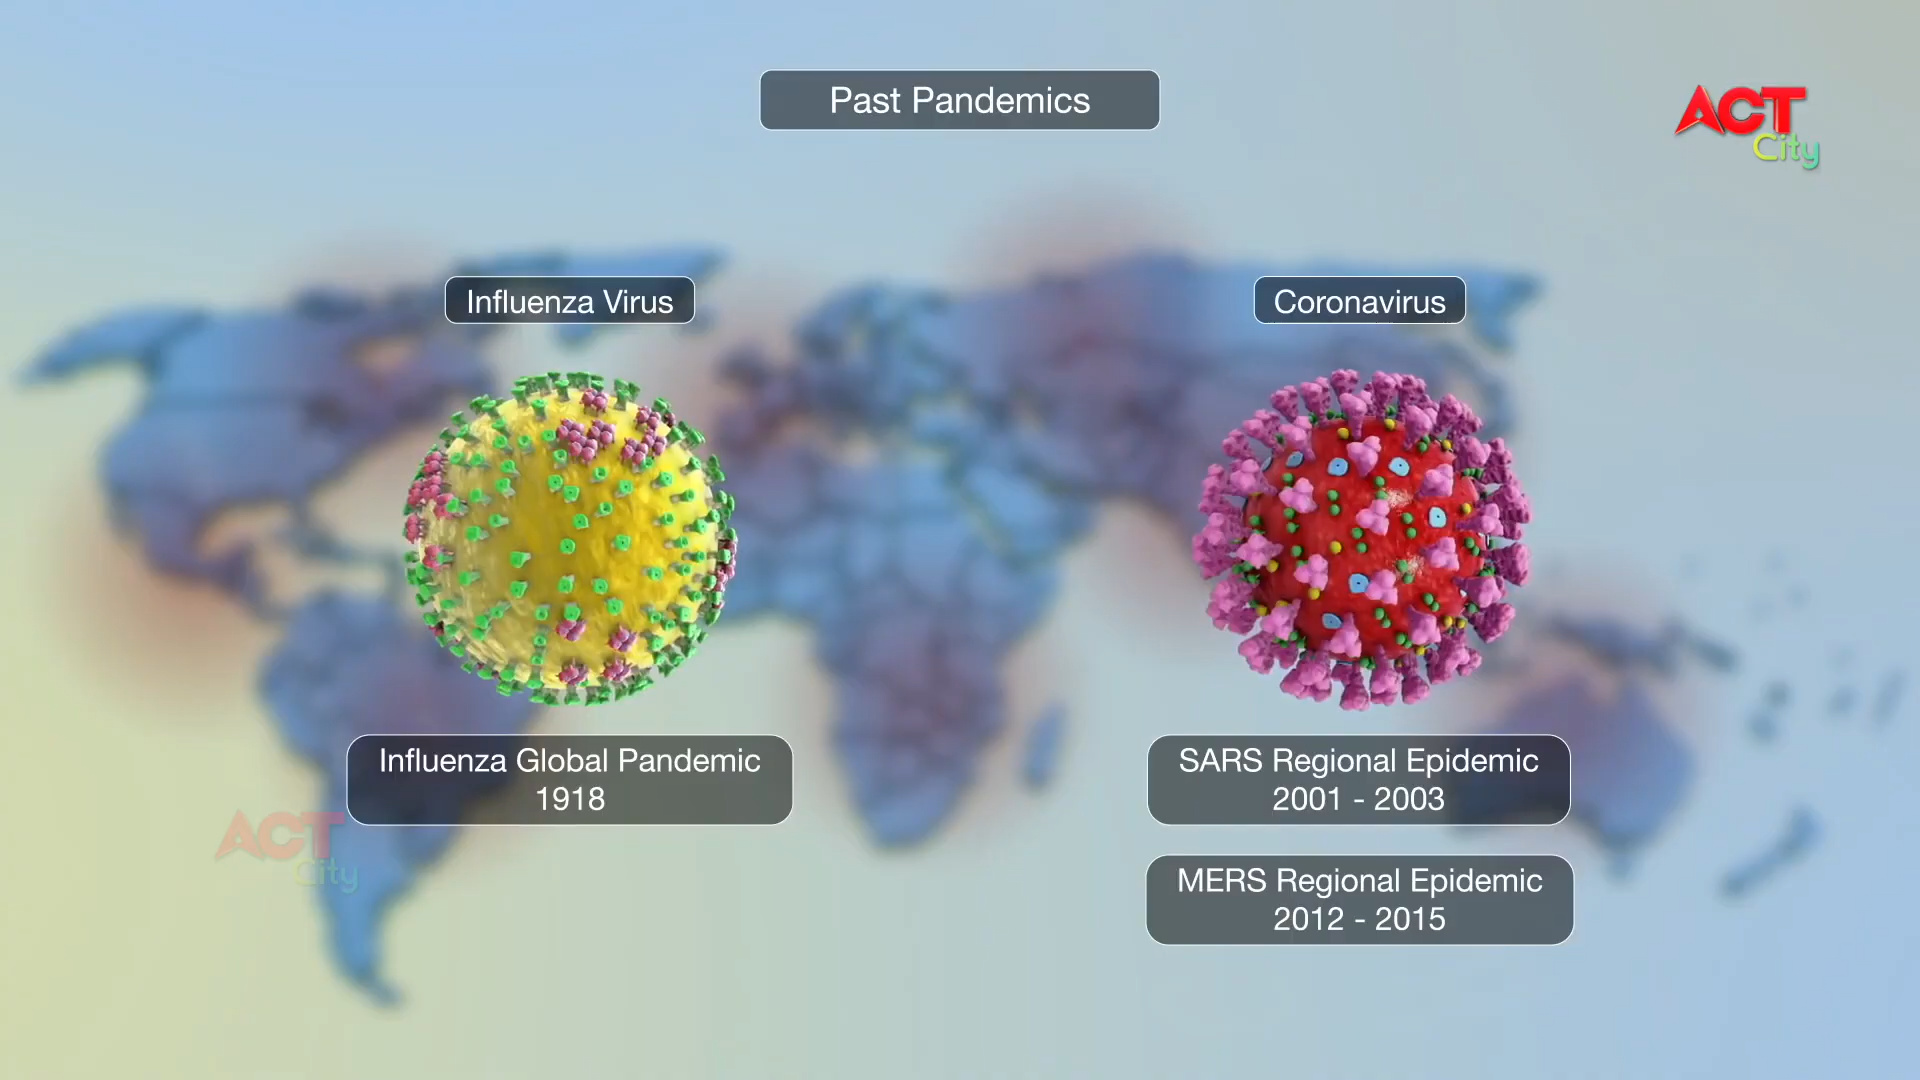 Past Pandemics
ACT
City
Influenza Virus
Coronavirus
Influenza Global Pandemic
1918
SARS Regional Epidemic
2001 - 2003
MERS Regional Epidemic
2012 - 2015
ACT
City